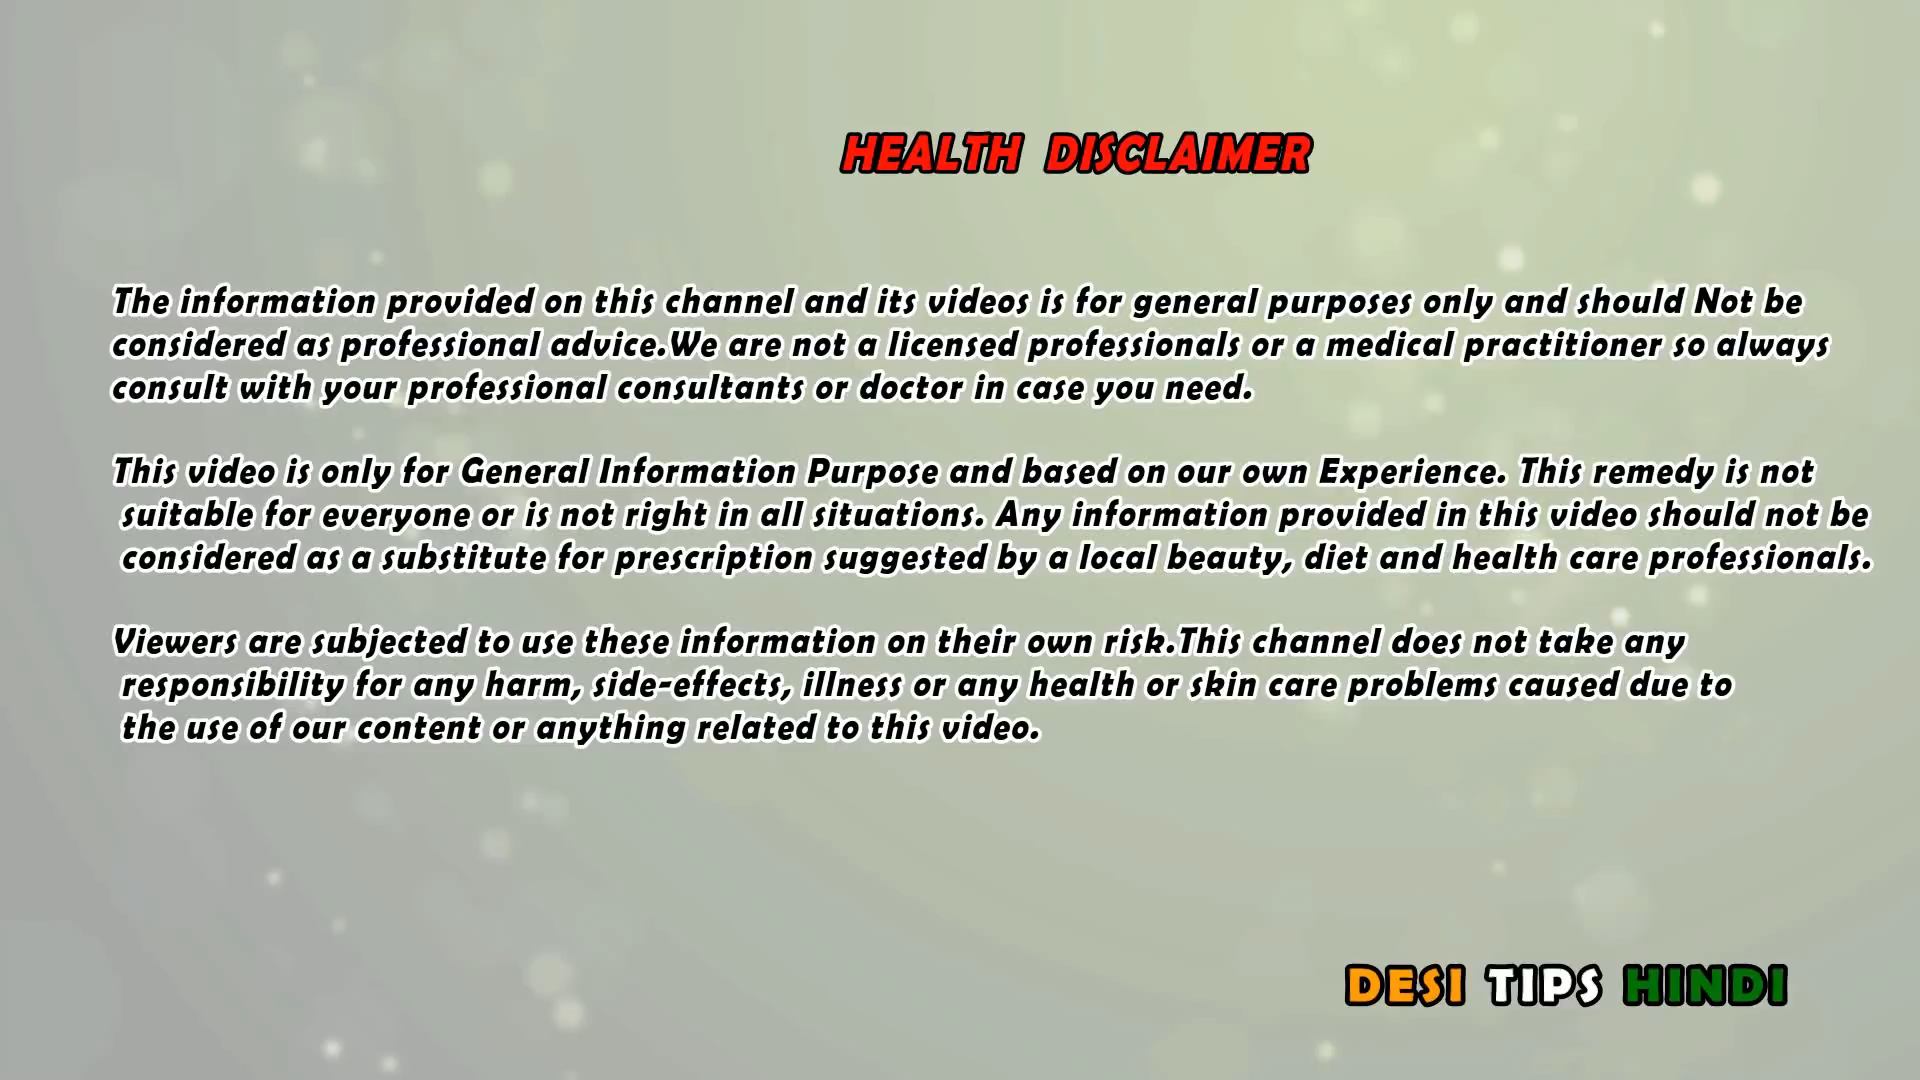 HEALTH DISCLAIMER
The information provided on this channel and its videos is for general purposes only and should Not be
considered as professional advice.We are not a licensed professionals or a medical practitioner so always
consult with your professional consultants or doctor in case you need.
This video is only for General Information Purpose and based on our own Experience. This remedy is not
suitable for everyone or is not right in all situations. Any information provided in this video should not be
considered as a substitute for prescription suggested by a local beauty, diet and health care professionals.
Viewers are subjected to use these information on their own risk.This channel does not take any
responsibility for any harm, side-effects, illness or any health or skin care problems caused due to
the use of our content or anything related to this video.
DESI TIPS HINDI